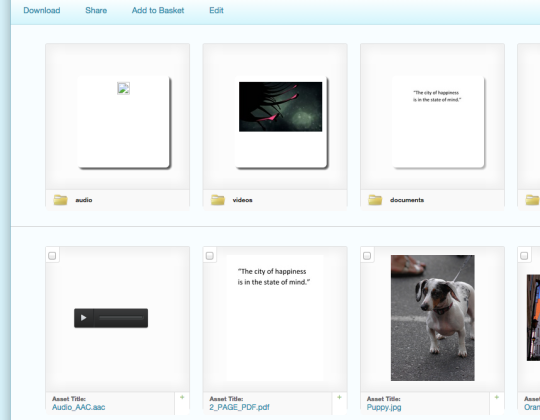 Download Share Add to Basket Edit
"The city of happiness
is in the state of mind."
audio videos documents
"The city of happiness
is in the state of mind."
Asset Title: Asset Title: Asset Title:
Audio_AAC.aac 2_PAGE_PDF.pdf Puppy.jpg